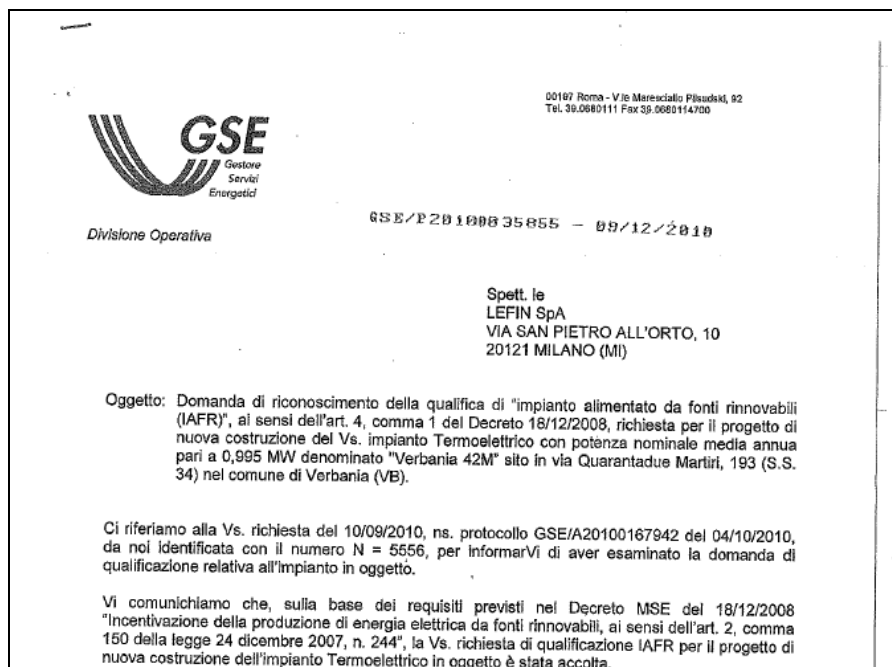 00197 Roma - V.le Maresciallo Pilsudski, 92
Tel. 39.0680111 Fax 39.0680114700
GSE
Gestore
Servizi
Energetici
Divisione Operativa
GSE/P20100035855 - 09/12/2010
Spett. le
LEFIN SpA
VIA SAN PIETRO ALL'ORTO, 10
20121 MILANO (MI)
Oggetto: Domanda di riconoscimento della qualifica di "impianto alimentato da fonti rinnovabili
(IAFR)", ai sensi dell'art. 4, comma 1 del Decreto 18/12/2008, richiesta per il progetto di
nuova costruzione del Vs. impianto Termoelettrico con potenza nominale media annua
pari a 0,995 MW denominato "Verbania 42M" sito in via Quarantadue Martiri, 193 (S.S.
34) nel comune di Verbania (VB).
Ci riferiamo alla Vs. richiesta del 10/09/2010, ns. protocollo GSE/A20100167942 del 04/10/2010,
da noi identificata con il numero N = 5556, per informarVi di aver esaminato la domanda di
qualificazione relativa all'impianto in oggetto.
Vi comunichiamo che, sulla base dei requisiti previsti nel Decreto MSE del 18/12/2008
"Incentivazione della produzione di energia elettrica da fonti rinnovabili, ai sensi dell'art. 2, comma
150 della legge 24 dicembre 2007, n. 244", la Vs. richiesta di qualificazione IAFR per il progetto di
nuova costruzione dell'impianto Termoelettrico in oggetto è stata accolta.